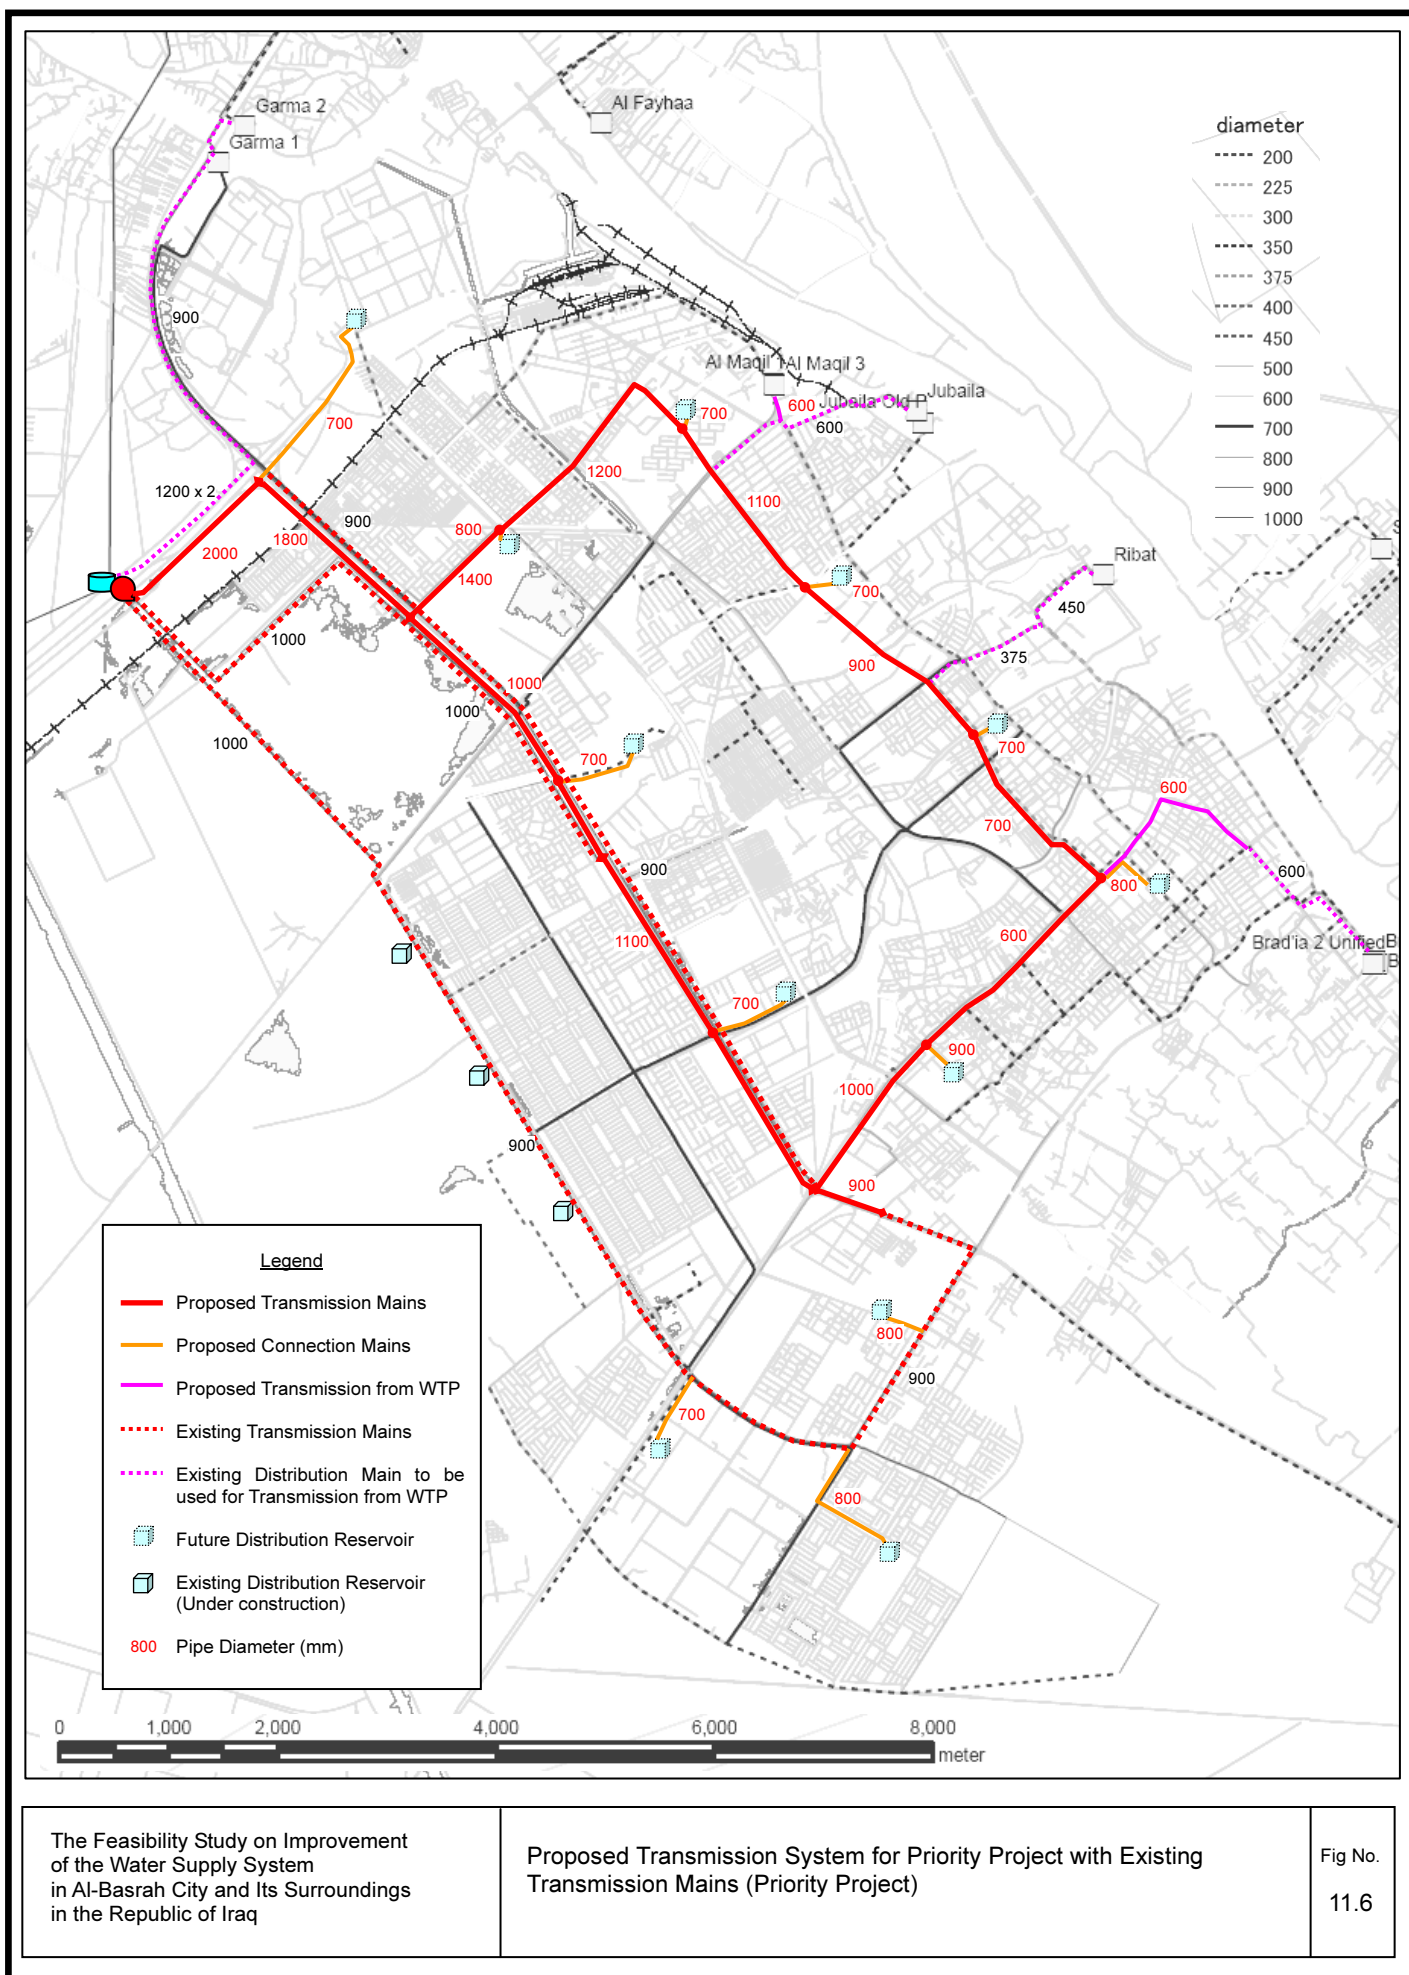 Garma 2
Al Fayhaa
Garma 1
diameter
200
225
300
350
375
400
450
500
600
700
800
900
1000
900
700
Al Maqil 1
Al Maqil 3
Jubaila
600
Jubaila Old P
600
700
1200
1200 x 2
900
1100
800
2000
1800
1400
Ribat
S
700
450
1000
900
375
1000
1000
1000
700
700
700
600
900
800
600
1100
600
Brad'ia 2 Unified
B
B
700
900
1000
900
900
800
900
700
800
Legend
Proposed Transmission Mains
Proposed Connection Mains
Proposed Transmission from WTP
Existing Transmission Mains
Existing Distribution Main to be
used for Transmission from WTP
Future Distribution Reservoir
Existing Distribution Reservoir
(Under construction)
800 Pipe Diameter (mm)
0 1,000 2,000 4,000 6,000 8,000
meter
The Feasibility Study on Improvement
of the Water Supply System
in Al-Basrah City and Its Surroundings
in the Republic of Iraq
Proposed Transmission System for Priority Project with Existing
Transmission Mains (Priority Project)
Fig No.
11.6